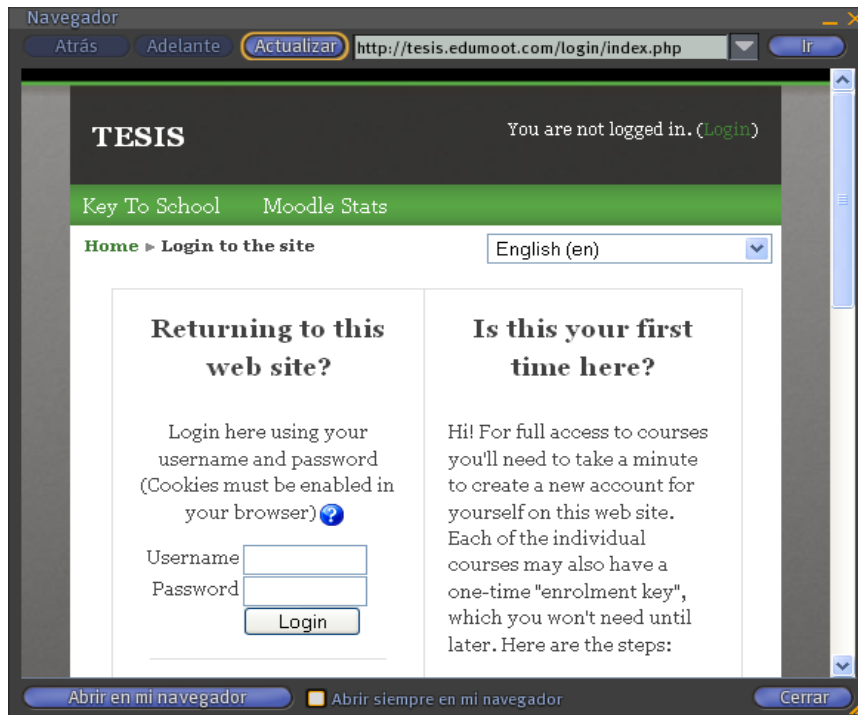 Navegador
Atrás Adelante Actualizar http://tesis.edumoot.com/login/index.php Ir
TESIS
You are not logged in. (Login)
Key To School Moodle Stats
Home ► Login to the site
English (en)
Returning to this
web site?
Login here using your
username and password
(Cookies must be enabled in
your browser)
Username
Password
Login
Is this your first
time here?
Hi! For full access to courses
you'll need to take a minute
to create a new account for
yourself on this web site.
Each of the individual
courses may also have a
one-time "enrolment key",
which you won't need until
later. Here are the steps:
Abrir en mi navegador Abrir siempre en mi navegador Cerrar